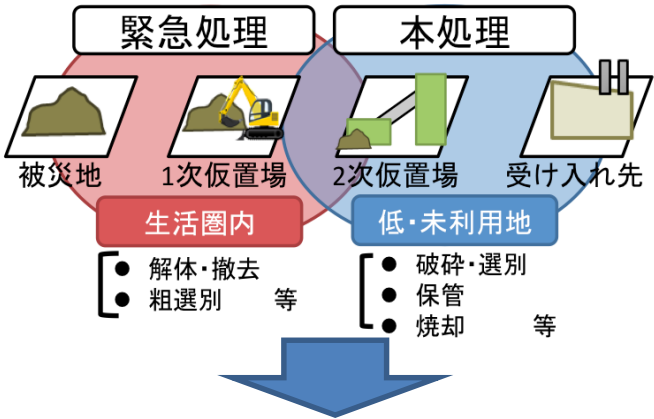 緊急処理
本処理
被災地
1次仮置場
2次仮置場
受け入れ先
生活圏内
低・未利用地
● 解体・撤去
● 粗選別 等
● 破砕・選別
● 保管
● 焼却 等